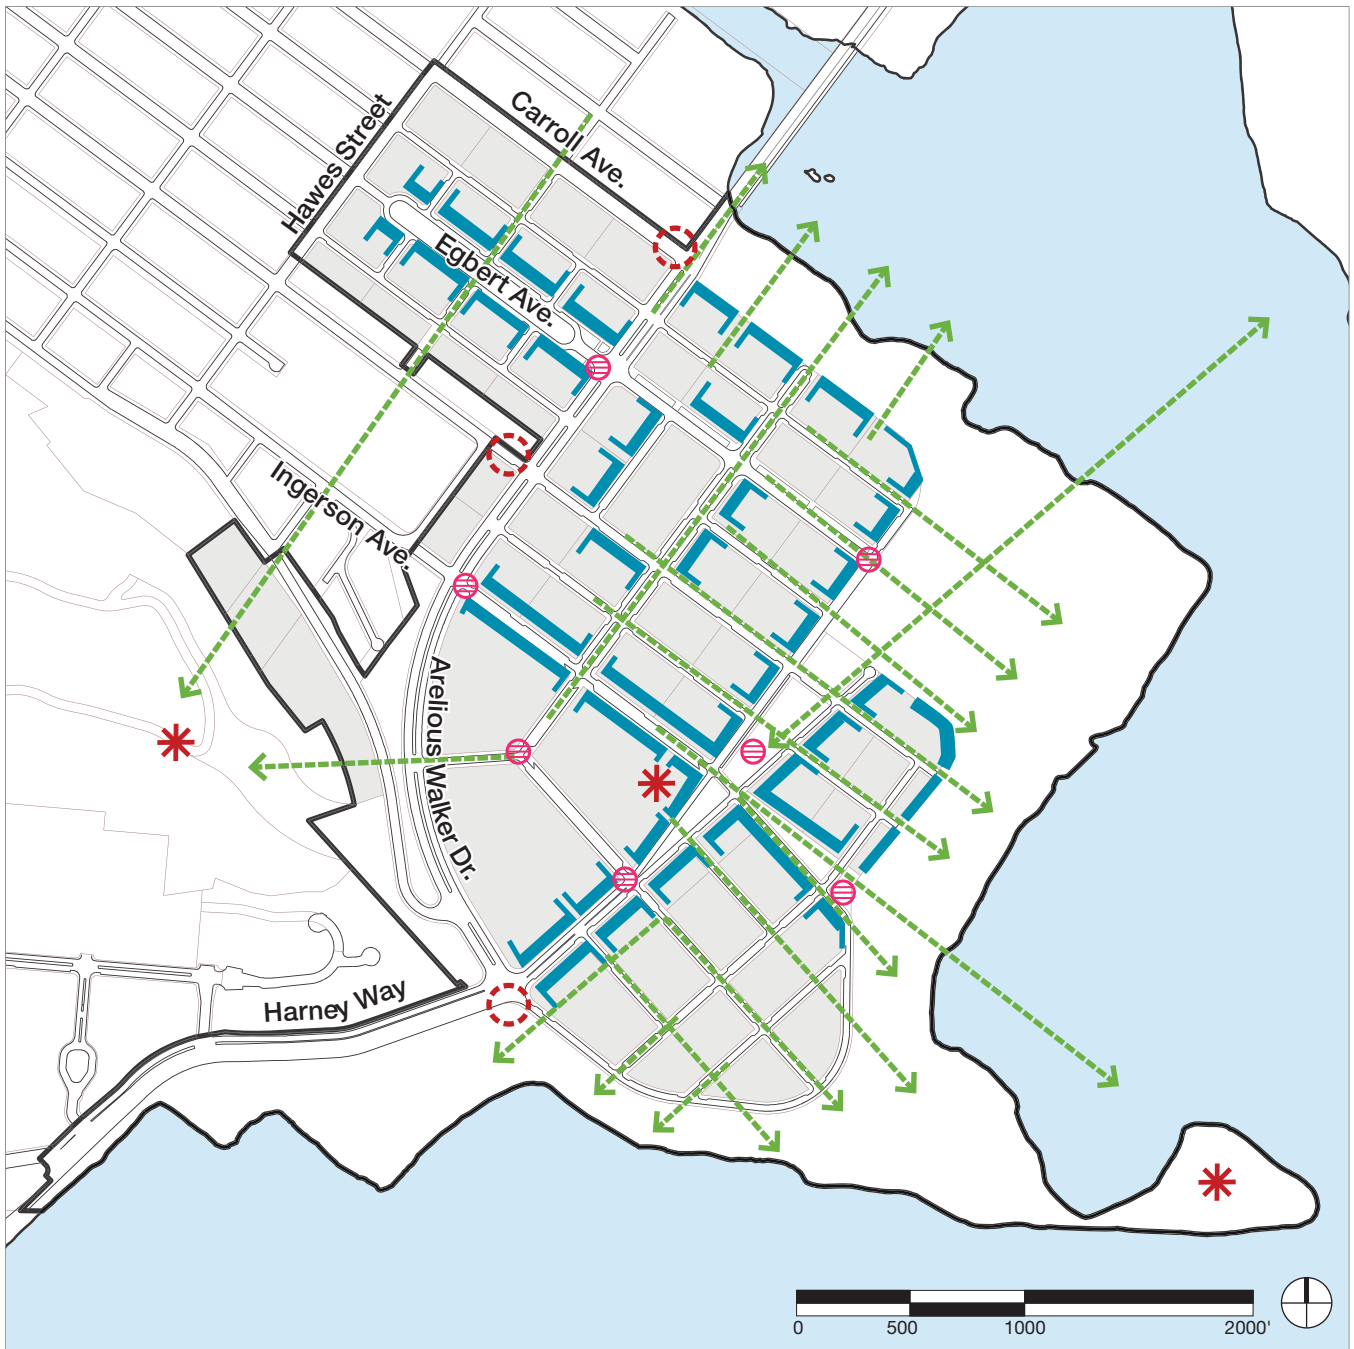 Carroll Ave.
Hawes Street
Egbert Ave.
Ingerson Ave.
Arelious Walker Dr.
Harney Way
0 500 1000 2000'